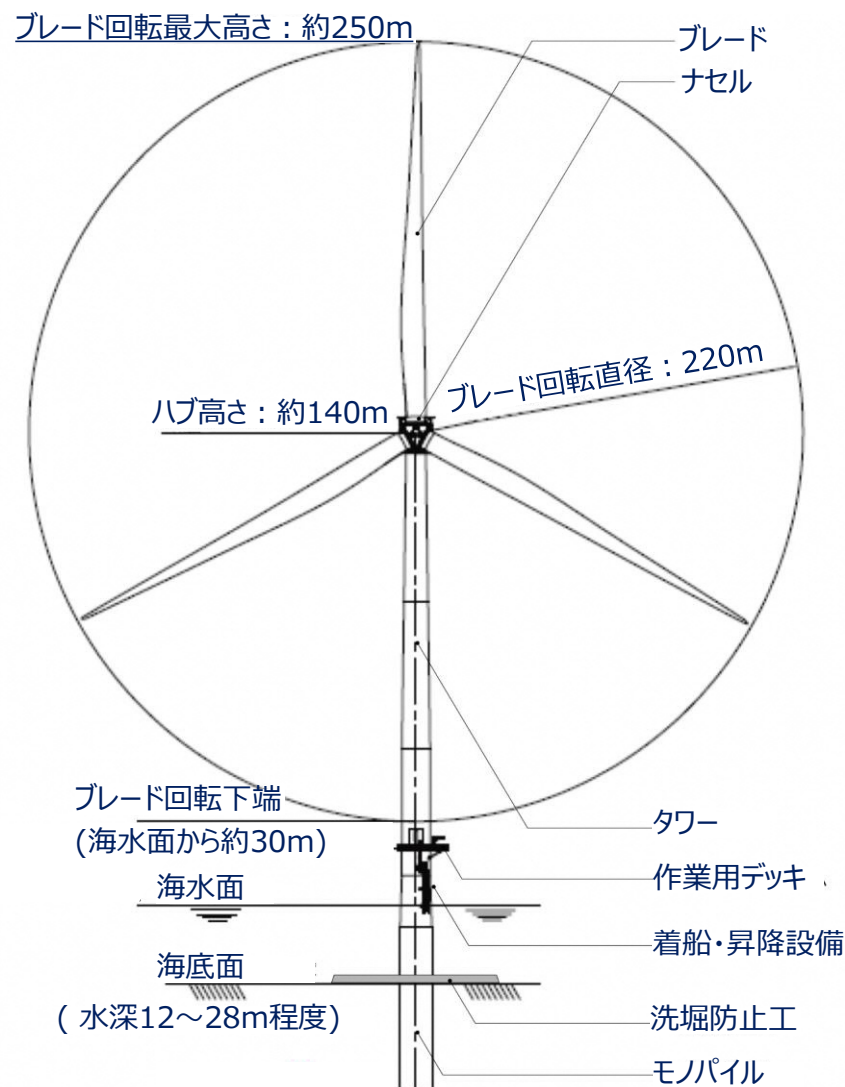 ブレード回転最大高さ：約250m
ブレード
ナセル
ブレード回転直径：220m
ハブ高さ：約140m
ブレード回転下端
(海水面から約30m)
タワー
作業用デッキ
海水面
着船・昇降設備
海底面
( 水深12～28m程度)
洗堀防止工
モノパイル